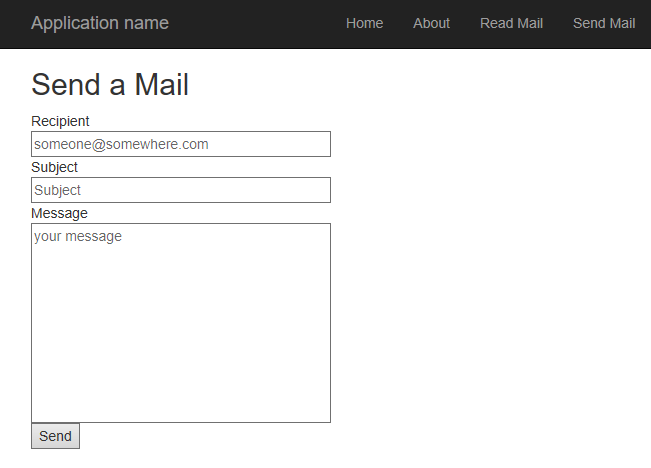 Application name Home About Read Mail Send Mail
Send a Mail
Recipient
someone@somewhere.com
Subject
Subject
Message
your message
Send